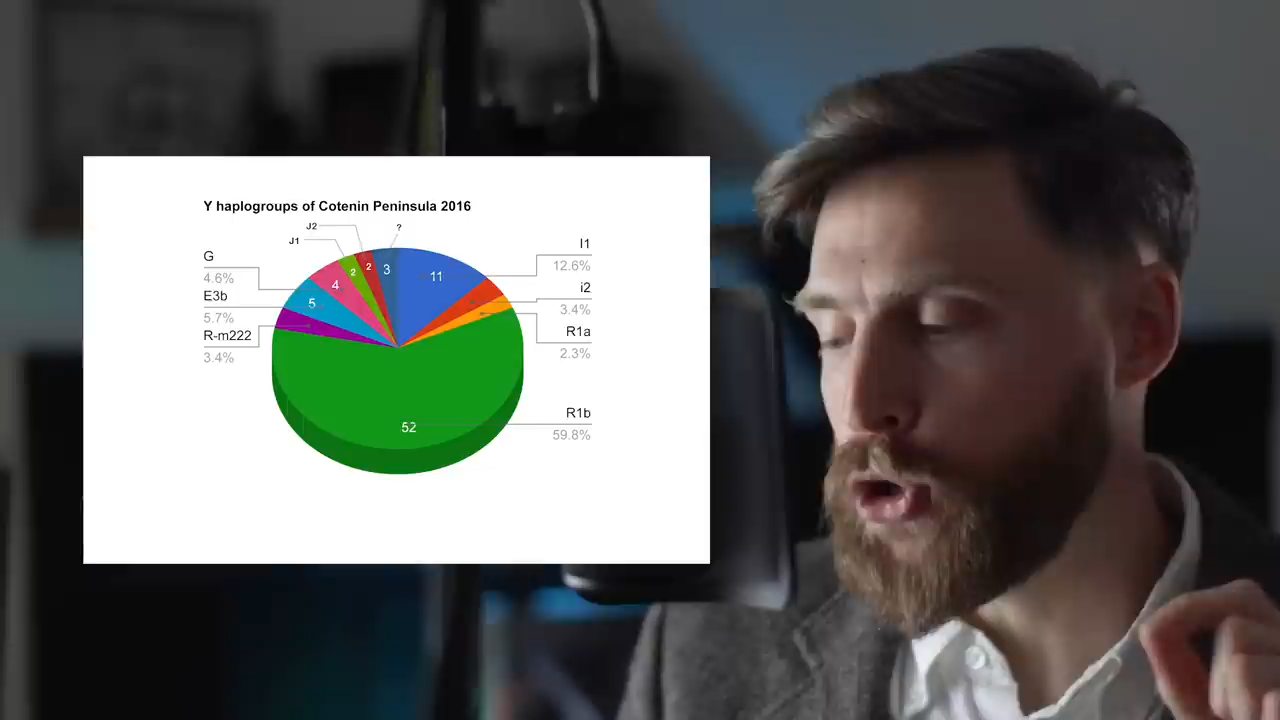 Y haplogroups of Cotenin Peninsula 2016
J2
?
J1
I1
12.6%
G
4.6%
i2
3.4%
E3b
5.7%
R1a
2.3%
R-m222
3.4%
R1b
59.8%
11
2
2
3
4
5
52